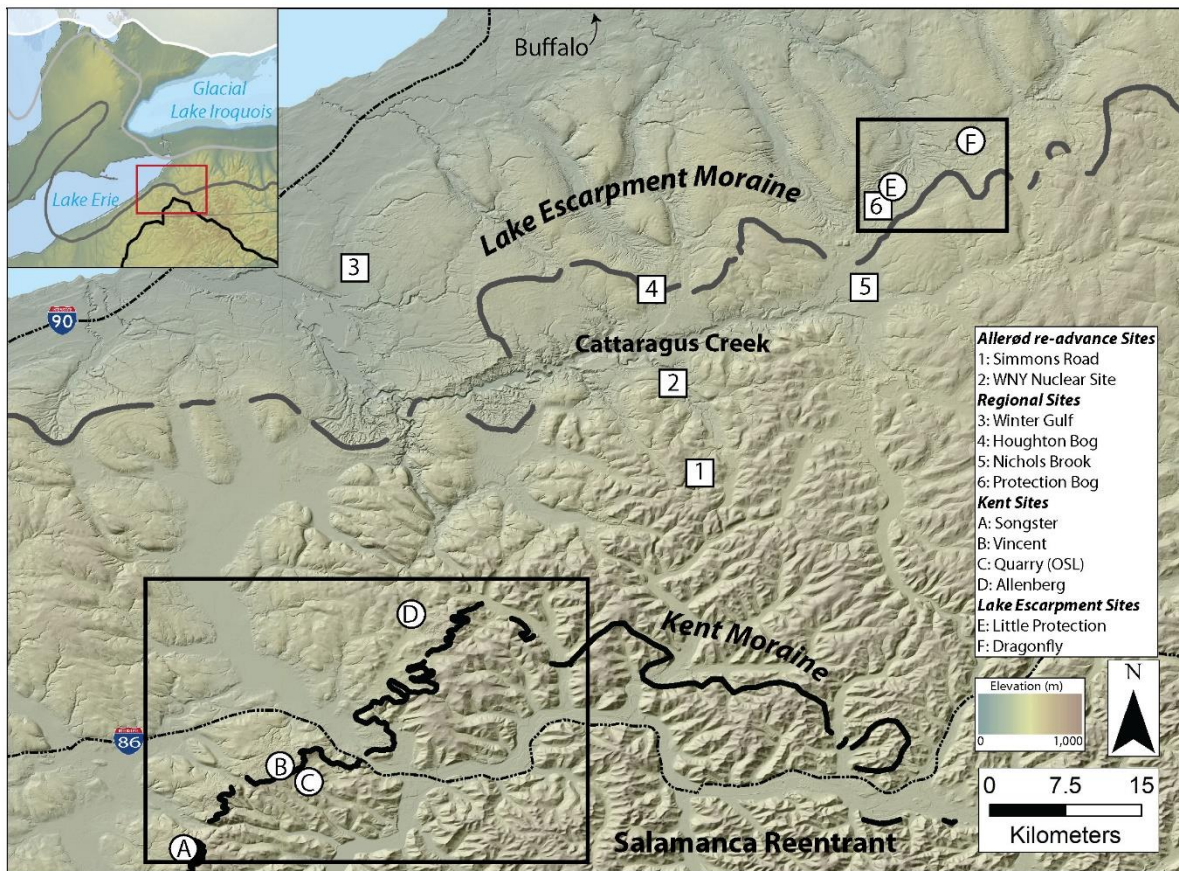 Buffalo
Glacial
Lake Iroquois
Lake Erie
F
E
6
Lake Escarpment Moraine
3
4
5
90
Cattaragus Creek
2
1
Allerød re-advance Sites
1: Simmons Road
2: WNY Nuclear Site
Regional Sites
3: Winter Gulf
4: Houghton Bog
5: Nichols Brook
6: Protection Bog
Kent Sites
A: Songster
B: Vincent
C: Quarry (OSL)
D: Allenberg
Lake Escarpment Sites
E: Little Protection
F: Dragonfly
D
Kent Moraine
N
Elevation (m)
0 1,000
86
B
C
A
0 7.5 15
Kilometers
Salamanca Reentrant